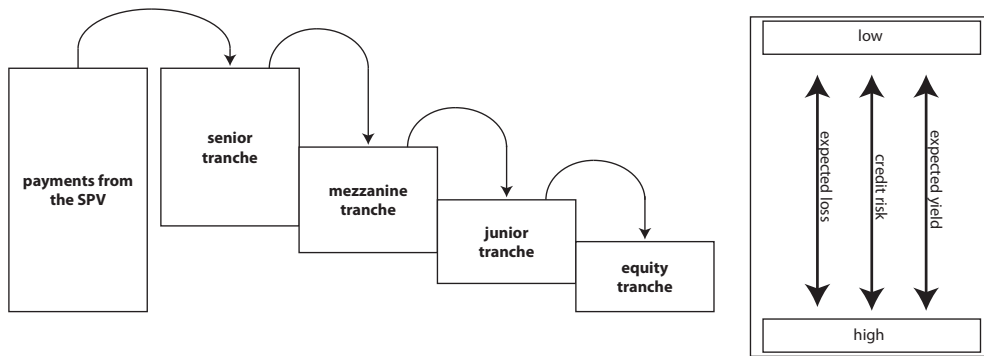 payments from
the SPV
senior
tranche
mezzanine
tranche
junior
tranche
equity
tranche
low
expected loss
credit risk
expected yield
high